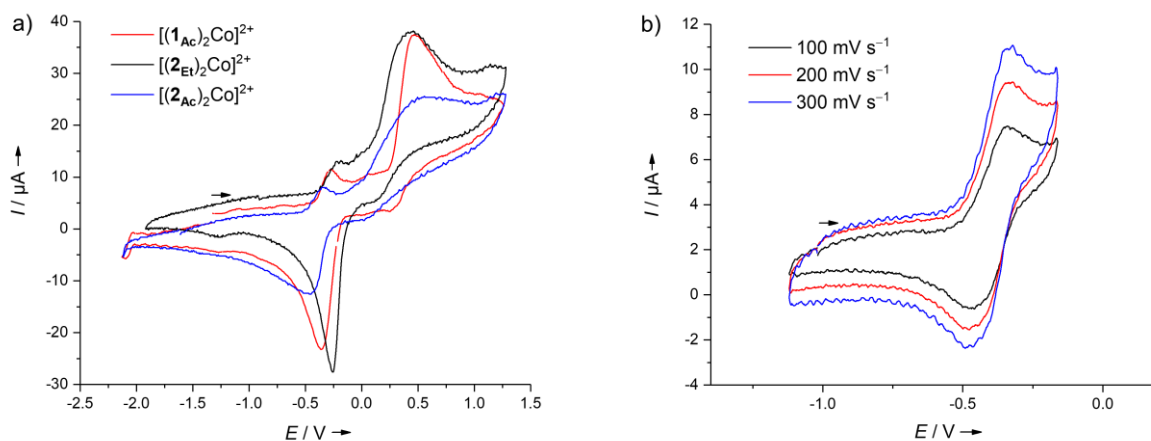 a)
[(1Ac)2Co]2+
[(2Et)2Co]2+
[(2Ac)2Co]2+
40
30
20
10
0
-10
-20
-30
-2.5 -2.0 -1.5 -1.0 -0.5 0.0 0.5 1.0 1.5
I / µA
E / V
b)
100 mV s−1
200 mV s−1
300 mV s−1
12
10
8
6
4
2
0
-2
-4
-1.0 -0.5 0.0
I / µA
E / V